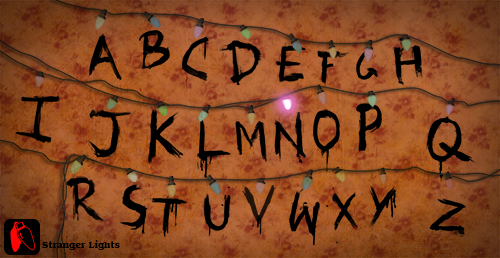 A B C D E F G H
I J K L M N O P Q
R S T U V W X Y Z
Stranger Lights